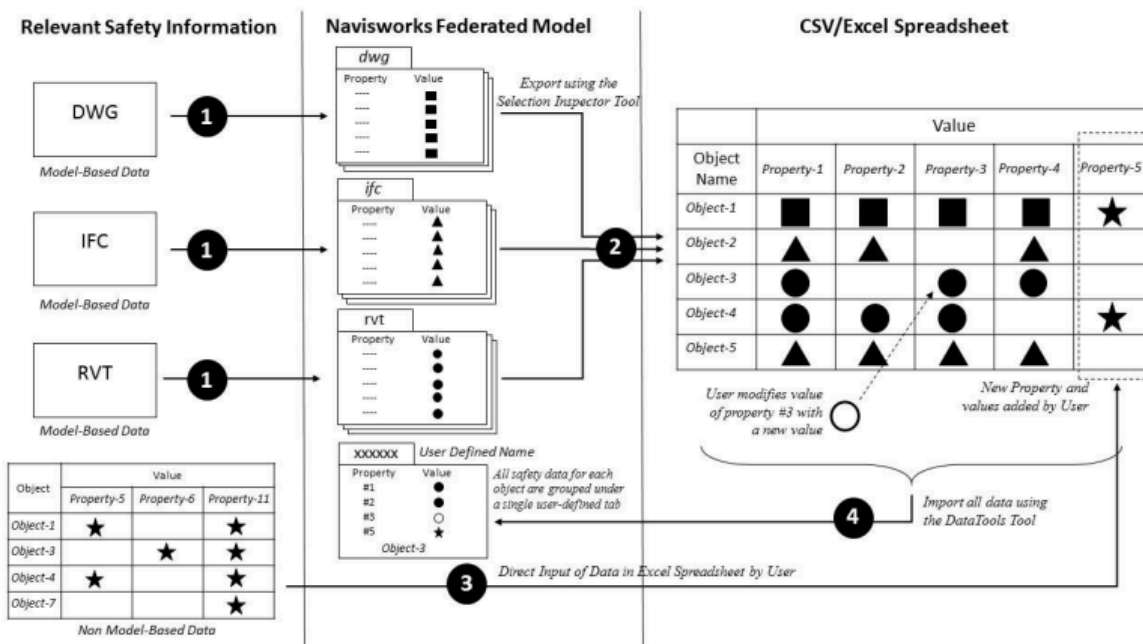 Relevant Safety Information
Navisworks Federated Model
CSV/Excel Spreadsheet
DWG
Model-Based Data
1
IFC
Model-Based Data
1
RVT
Model-Based Data
1
Object
Value
Property-5 Property-6 Property-11
Object-1
Object-3
Object-4
Object-7
Non Model-Based Data
dwg
Property Value
----
----
----
----
----
ifc
Property Value
----
----
----
----
----
rvt
Property Value
----
----
----
----
----
Export using the
Selection Inspector Tool
2
XXXXXX User Defined Name
Property Value
#1
#2
#3
#5
Object-3
All safety data for each
object are grouped under
a single user-defined tab
3
Direct Input of Data in Excel Spreadsheet by User
Value
Object
Name
Property-1 Property-2 Property-3 Property-4 Property-5
Object-1
Object-2
Object-3
Object-4
Object-5
User modifies value
of property #3 with
a new value
New Property and
values added by User
4
Import all data using
the DataTools Tool